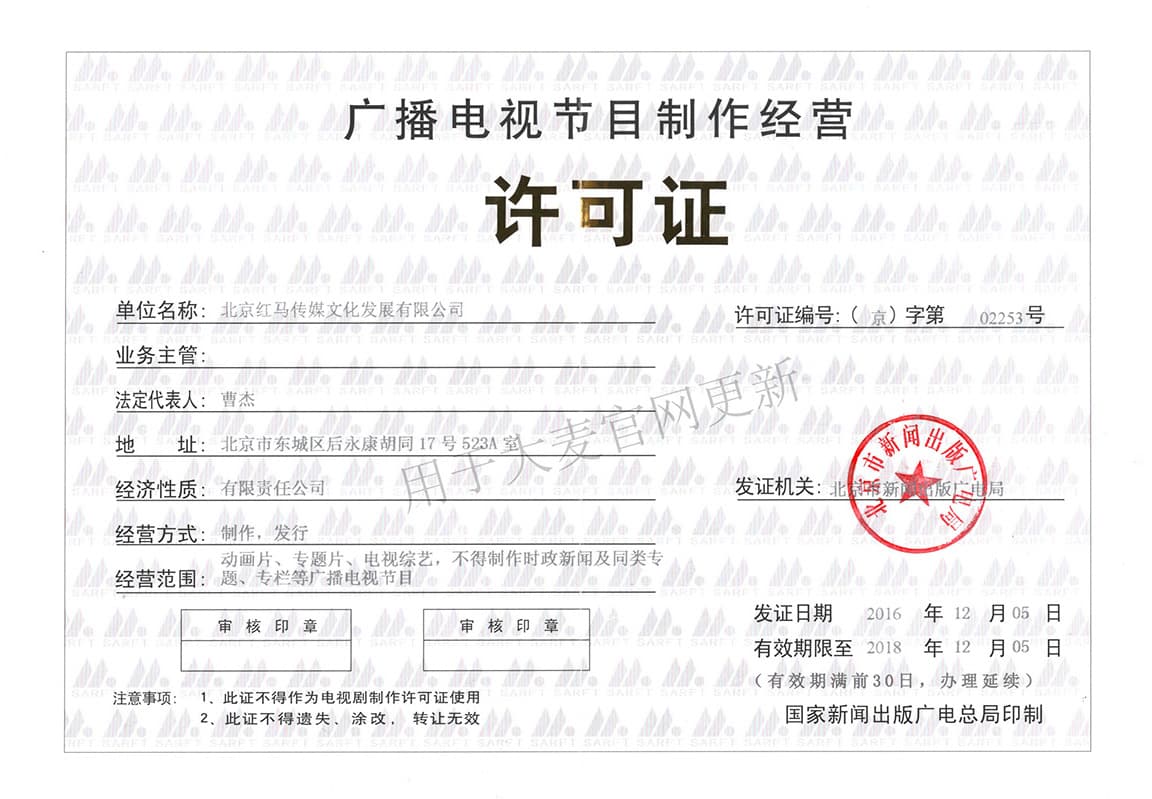 广播电视节目制作经营
许可证
单位名称：北京红马传媒文化发展有限公司
许可证编号：（京）字第 02253 号
业务主管：
法定代表人：曹杰
地 址：北京市东城区后永康胡同 17 号 523A 室
经济性质：有限责任公司
发证机关：北京市新闻出版广电局
北京市新闻出版广电局
经营方式：制作，发行
经营范围：动画片、专题片、电视综艺，不得制作时政新闻及同类专
题、专栏等广播电视节目
用于大麦官网更新
审核印章
审核印章
发证日期 2016 年 12 月 05 日
有效期限至 2018 年 12 月 05 日
（有效期满前30日，办理延续）
注意事项：1、此证不得作为电视剧制作许可证使用
2、此证不得遗失、涂改，转让无效
国家新闻出版广电总局印制
SARFT